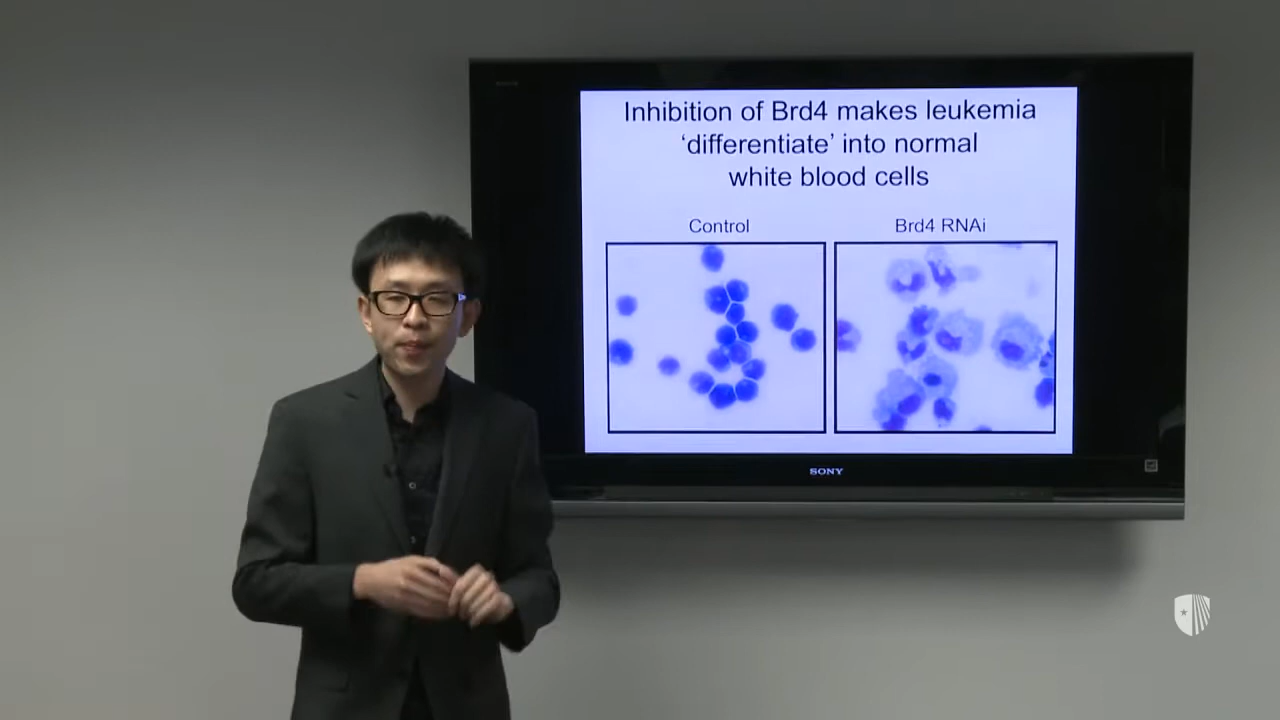 Inhibition of Brd4 makes leukemia
‘differentiate’ into normal
white blood cells
Control
Brd4 RNAi
SONY